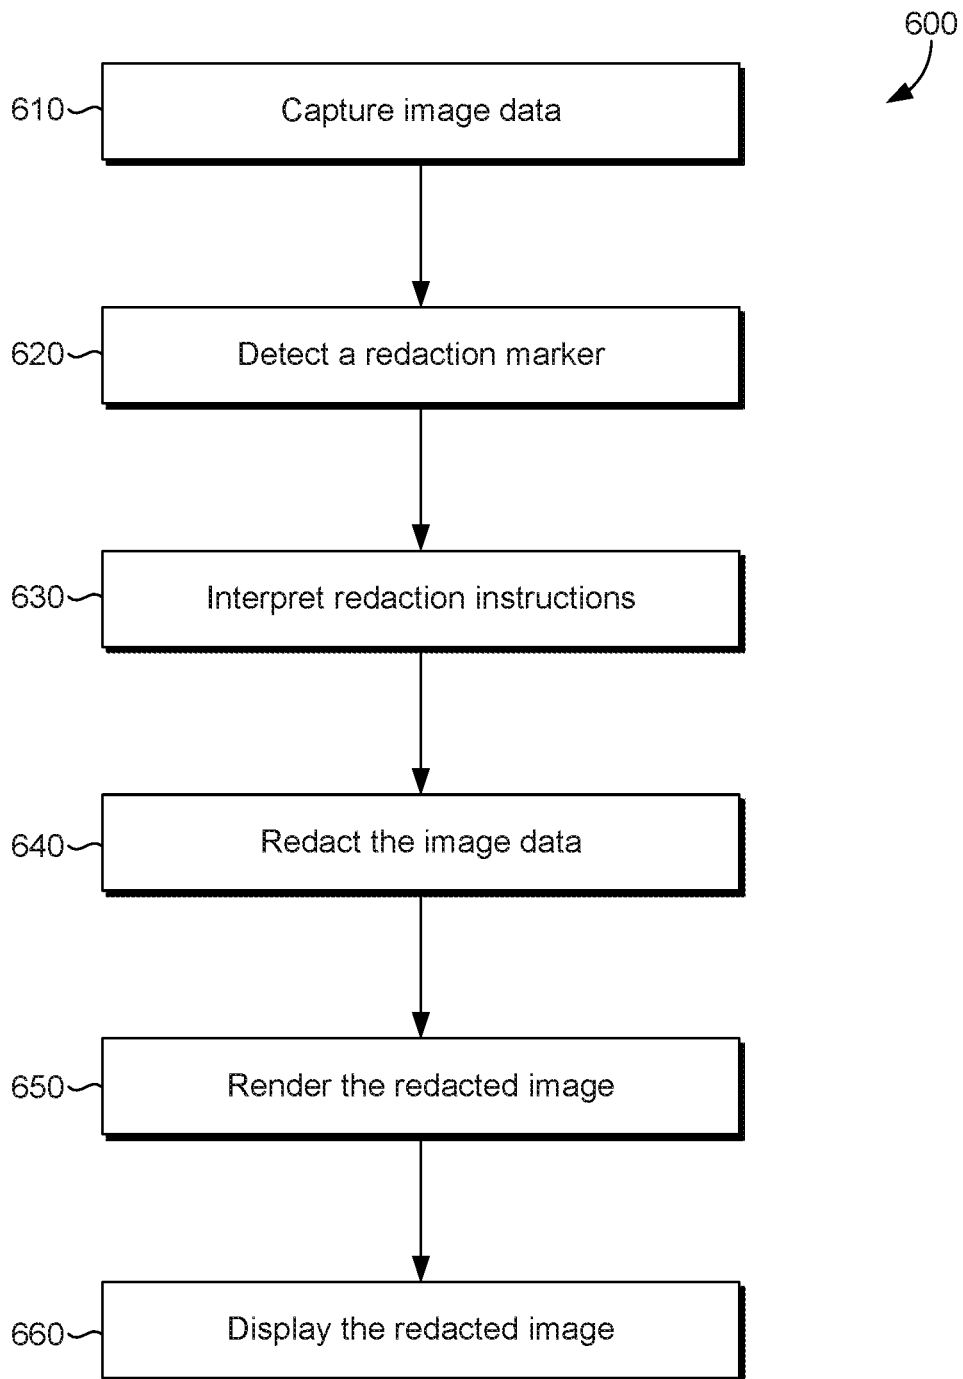 600
610 Capture image data
620 Detect a redaction marker
630 Interpret redaction instructions
640 Redact the image data
650 Render the redacted image
660 Display the redacted image